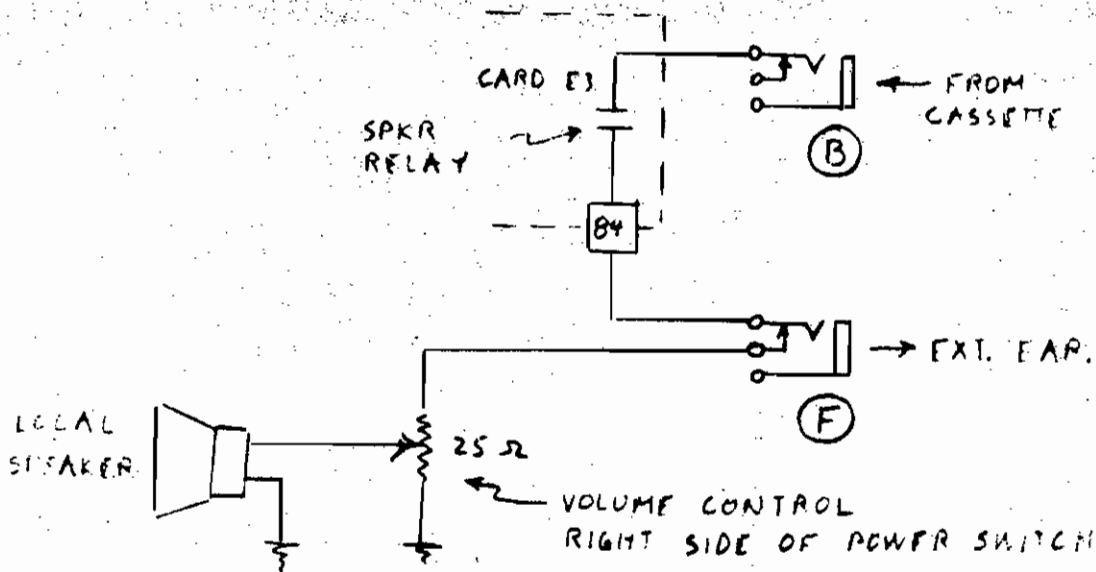 CARD E3
FROM
CASSETTE
SPKR
RELAY
B
84
EXT. EAR.
F
LOCAL
SPEAKER
25 Ω
VOLUME CONTROL
RIGHT SIDE OF POWER SWITCH